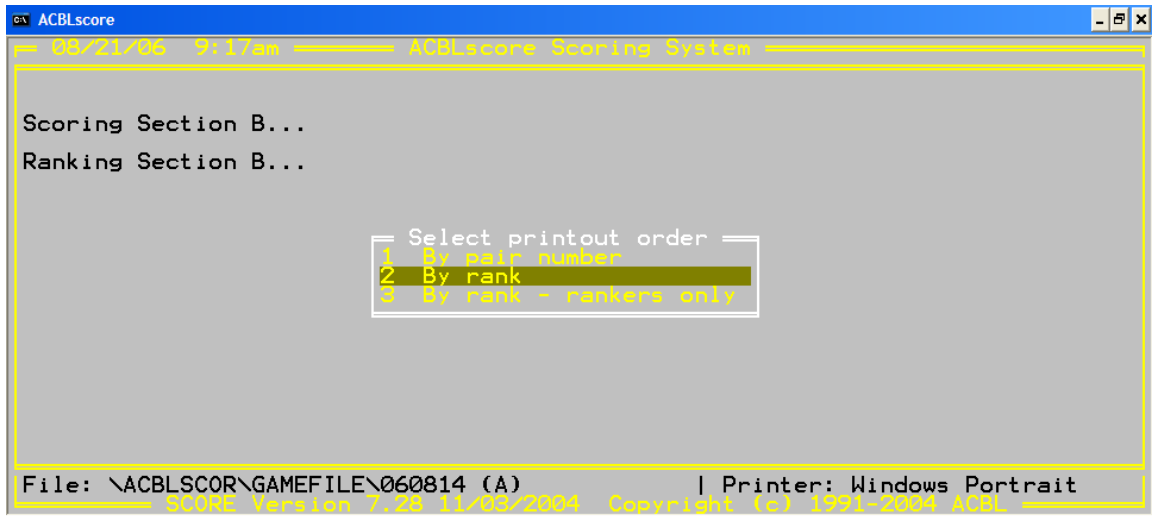 ACBLscore
08/21/06 9:17am ACBLscore Scoring System
Scoring Section B...
Ranking Section B...
Select printout order
1 By pair number
2 By rank
3 By rank - rankers only
File: \ACBLSCOR\GAMEFILE\060814 (A) | Printer: Windows Portrait
SCORE Version 7.28 11/03/2004 Copyright (c) 1991-2004 ACBL